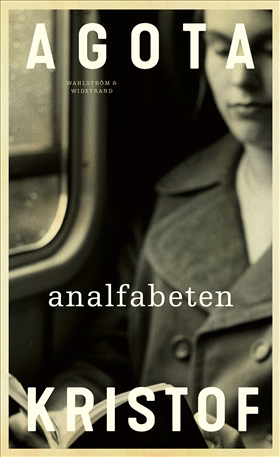 AGOTA
WAHLSTRÖM &
WIDSTRAND
analfabeten
KRISTOF